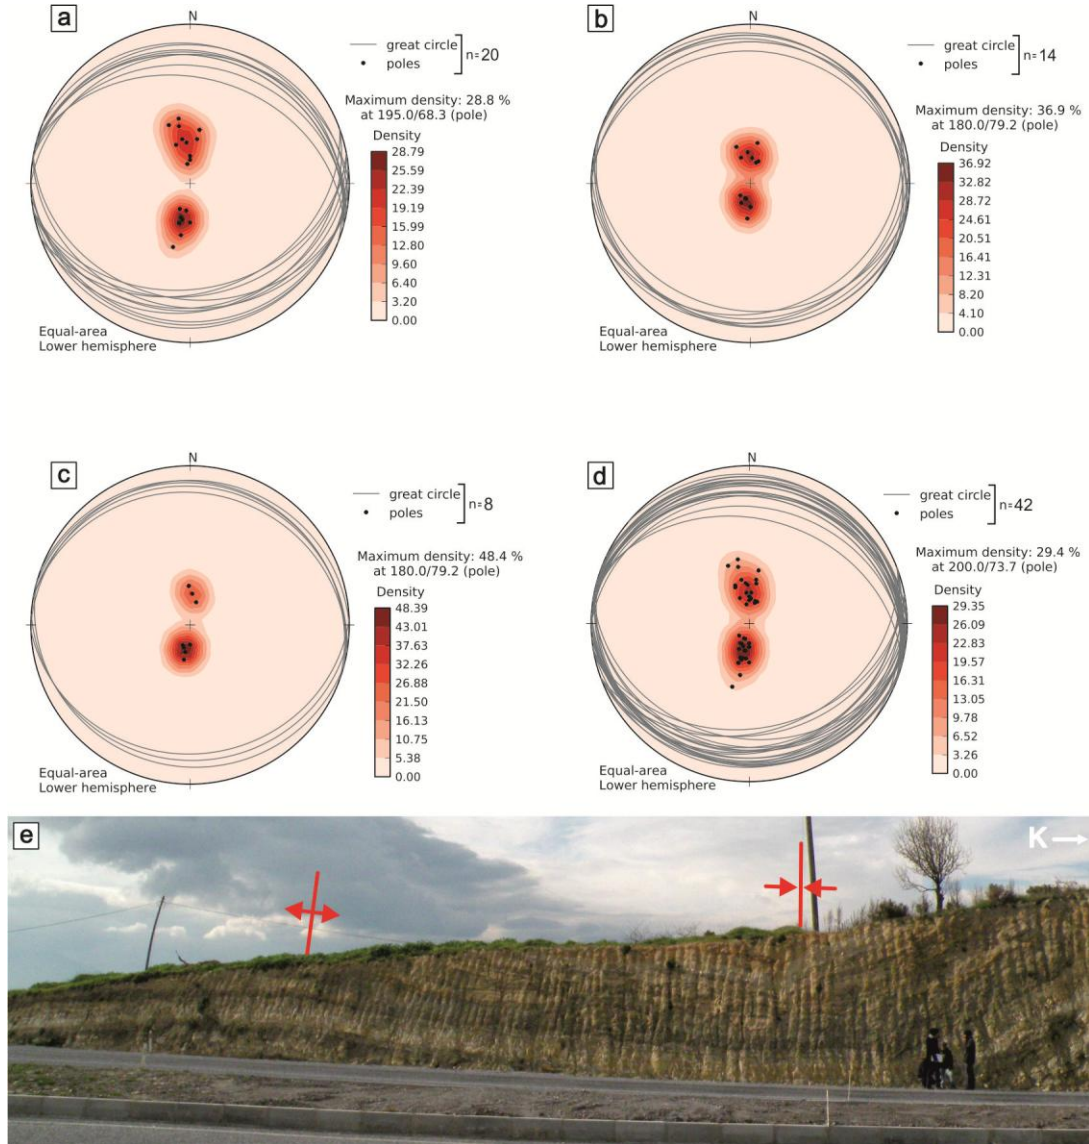 a
N
great circle
poles
n=20
Maximum density: 28.8 %
at 195.0/68.3 (pole)
Density
28.79
25.59
22.39
19.19
15.99
12.80
9.60
6.40
3.20
0.00
Equal-area
Lower hemisphere
b
N
great circle
poles
n=14
Maximum density: 36.9 %
at 180.0/79.2 (pole)
Density
36.92
32.82
28.72
24.61
20.51
16.41
12.31
8.20
4.10
0.00
Equal-area
Lower hemisphere
c
N
great circle
poles
n=8
Maximum density: 48.4 %
at 180.0/79.2 (pole)
Density
48.39
43.01
37.63
32.26
26.88
21.50
16.13
10.75
5.38
0.00
Equal-area
Lower hemisphere
d
N
great circle
poles
n=42
Maximum density: 29.4 %
at 200.0/73.7 (pole)
Density
29.35
26.09
22.83
19.57
16.31
13.05
9.78
6.52
3.26
0.00
Equal-area
Lower hemisphere
e
K